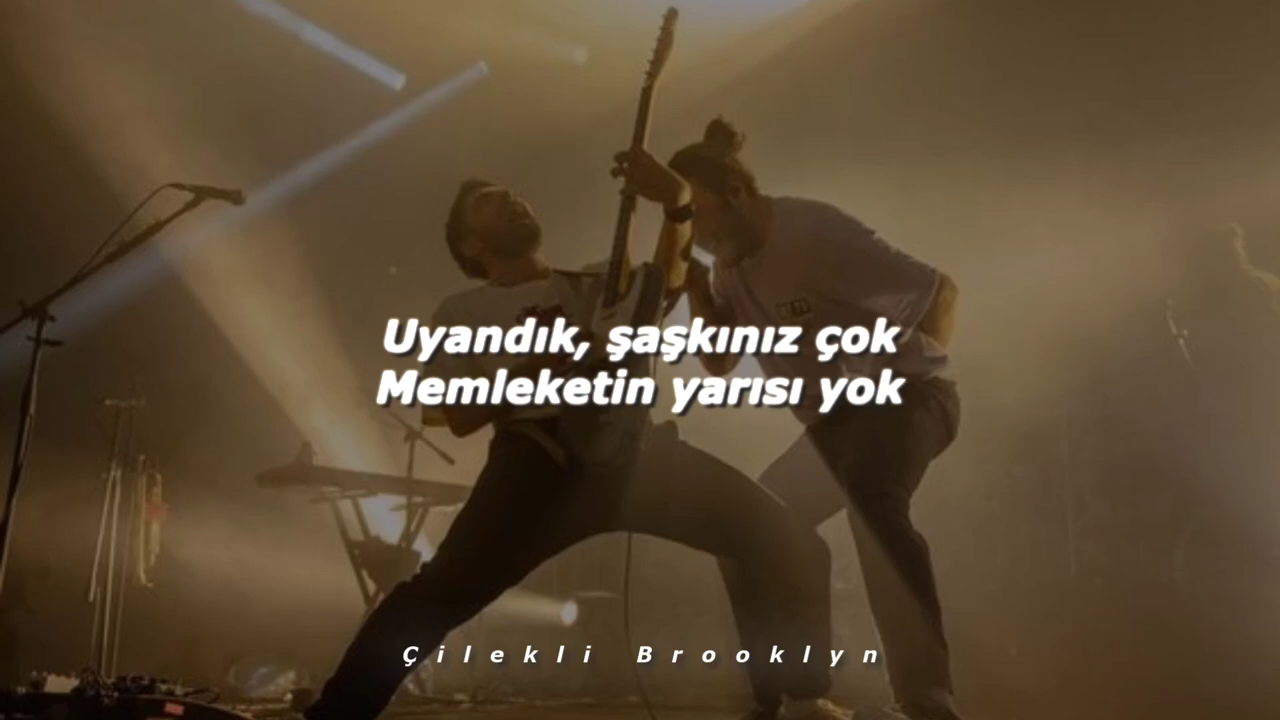 Uyandık, şaşkınız çok
Memleketin yarısı yok
Çilekli Brooklyn